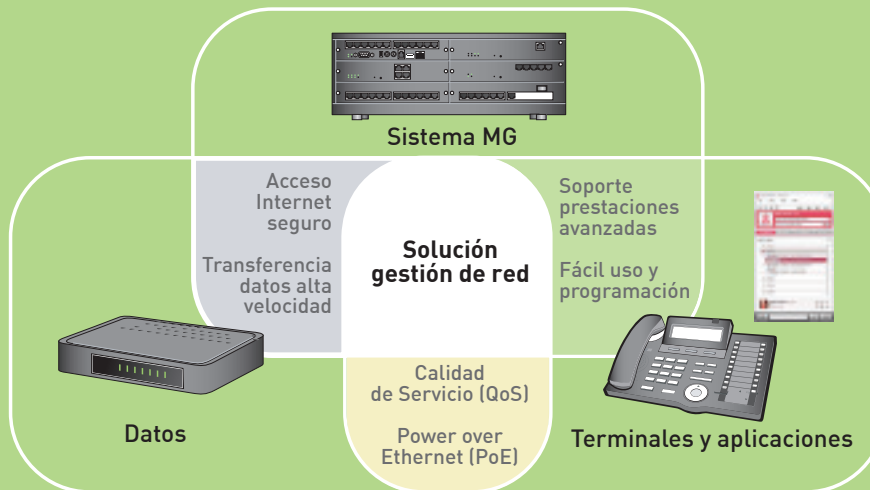 Sistema MG
Acceso
Internet
seguro
Transferencia
datos alta
velocidad
Solución
gestión de red
Soporte
prestaciones
avanzadas
Fácil uso y
programación
Calidad
de Servicio (QoS)
Power over
Ethernet (PoE)
Datos
Terminales y aplicaciones